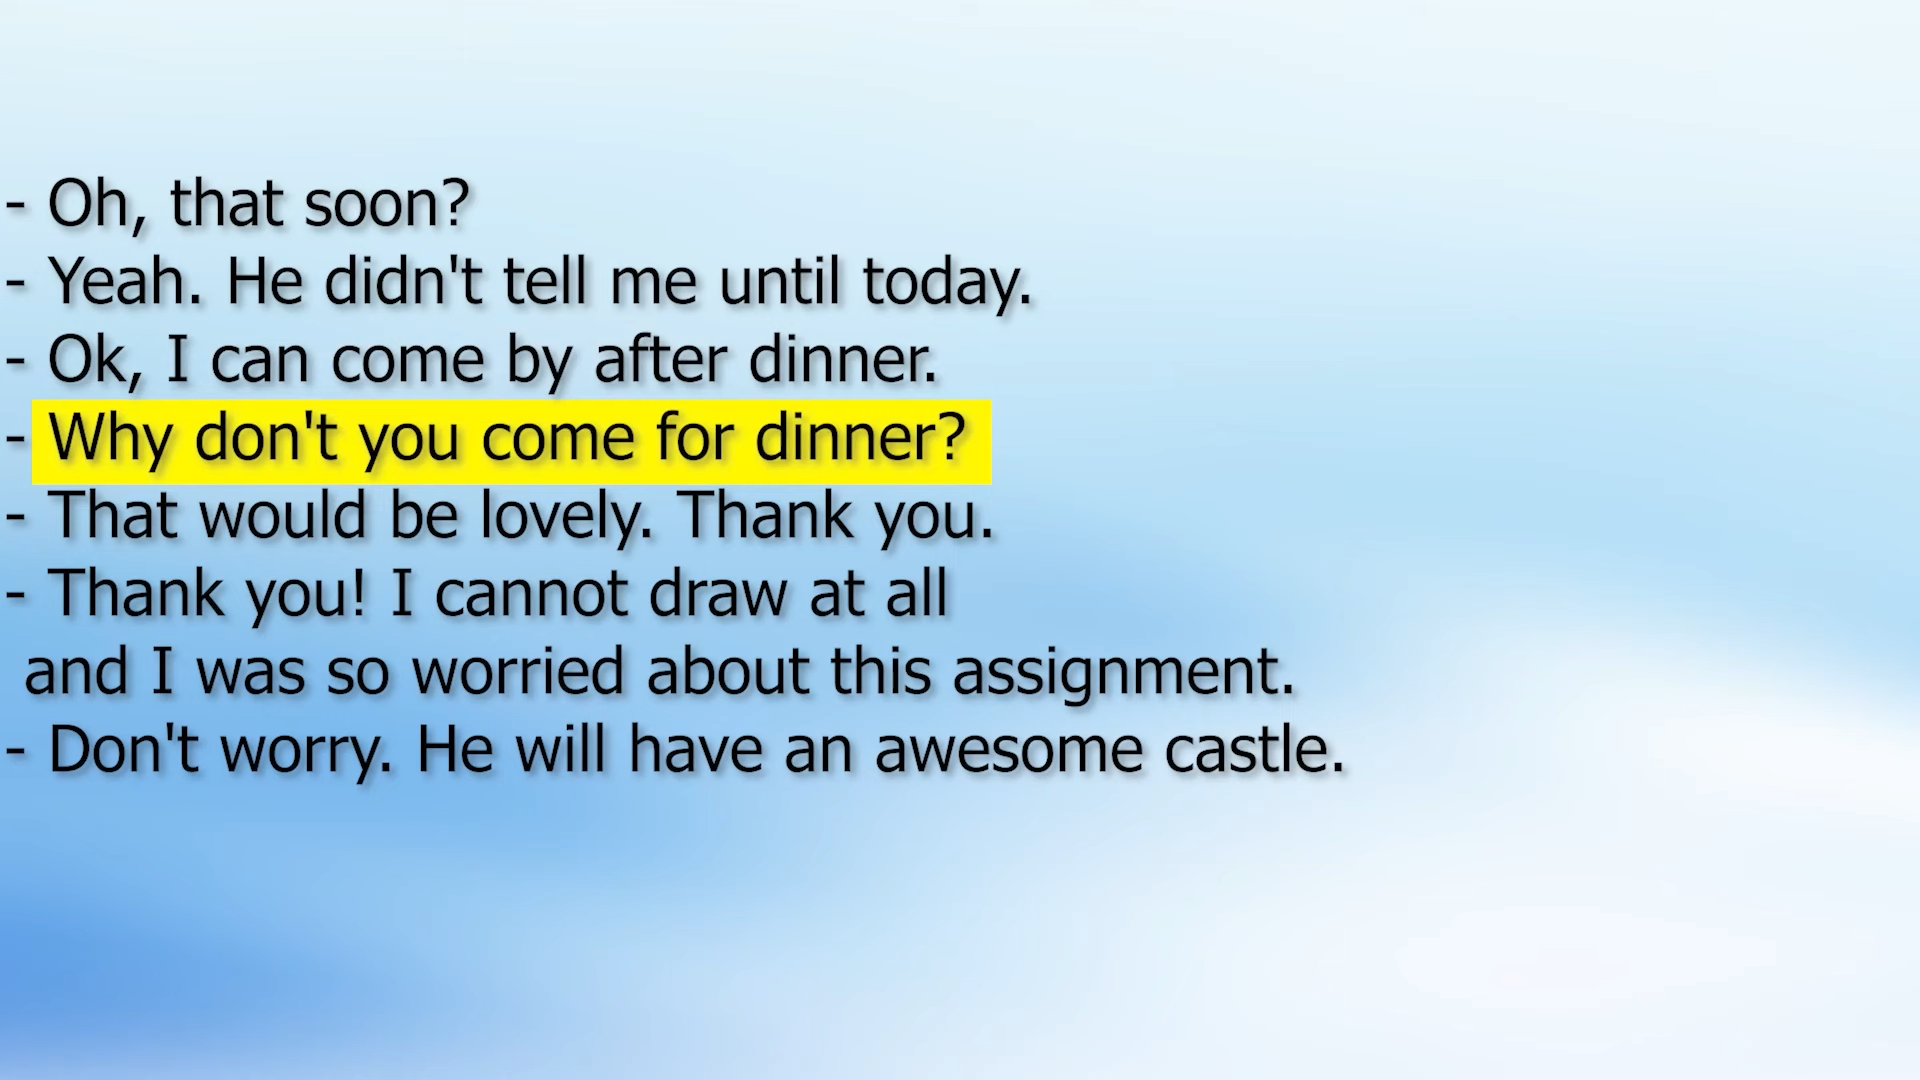 - Oh, that soon?
- Yeah. He didn't tell me until today.
- Ok, I can come by after dinner.
- Why don't you come for dinner?
- That would be lovely. Thank you.
- Thank you! I cannot draw at all
and I was so worried about this assignment.
- Don't worry. He will have an awesome castle.